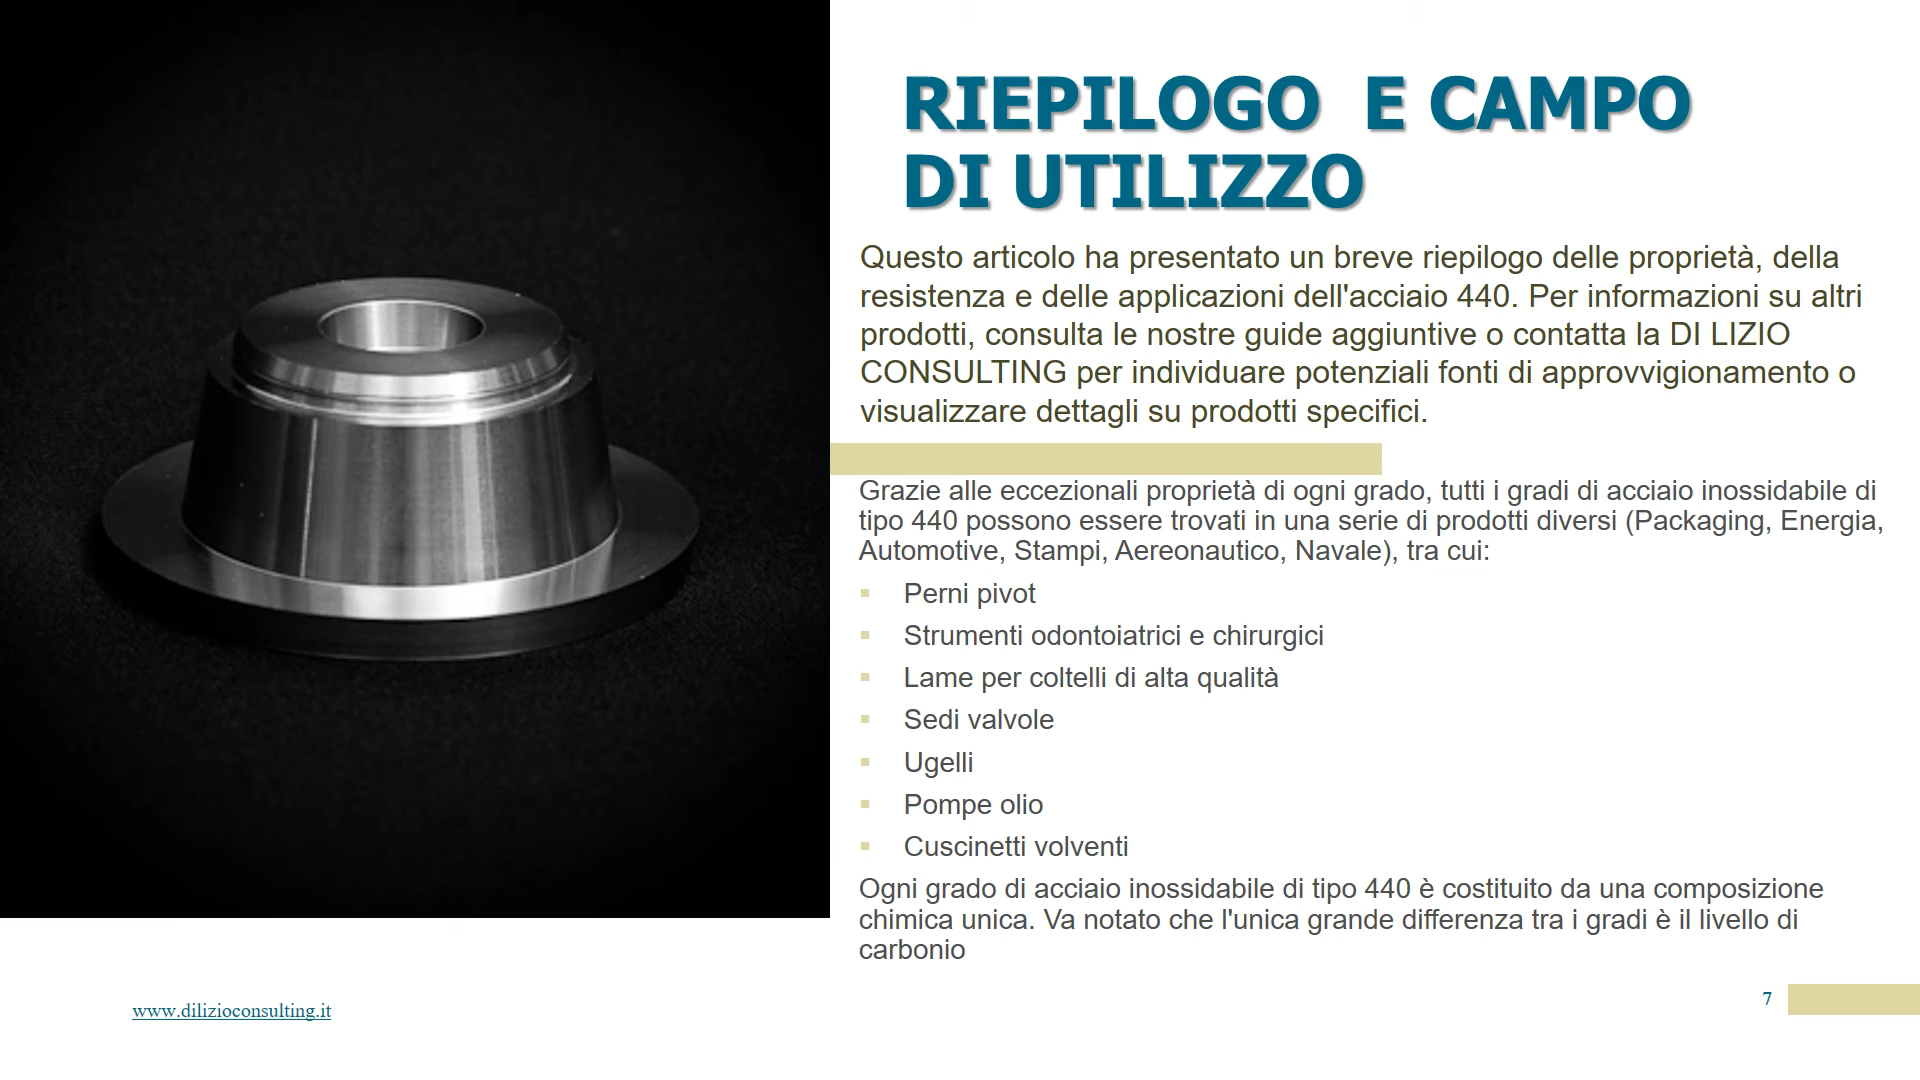 RIEPILOGO E CAMPO
DI UTILIZZO
Questo articolo ha presentato un breve riepilogo delle proprietà, della
resistenza e delle applicazioni dell'acciaio 440. Per informazioni su altri
prodotti, consulta le nostre guide aggiuntive o contatta la DI LIZIO
CONSULTING per individuare potenziali fonti di approvvigionamento o
visualizzare dettagli su prodotti specifici.
Grazie alle eccezionali proprietà di ogni grado, tutti i gradi di acciaio inossidabile di
tipo 440 possono essere trovati in una serie di prodotti diversi (Packaging, Energia,
Automotive, Stampi, Aereonautico, Navale), tra cui:
▪ Perni pivot
▪ Strumenti odontoiatrici e chirurgici
▪ Lame per coltelli di alta qualità
▪ Sedi valvole
▪ Ugelli
▪ Pompe olio
▪ Cuscinetti volventi
Ogni grado di acciaio inossidabile di tipo 440 è costituito da una composizione
chimica unica. Va notato che l'unica grande differenza tra i gradi è il livello di
carbonio
www.dilizioconsulting.it
7